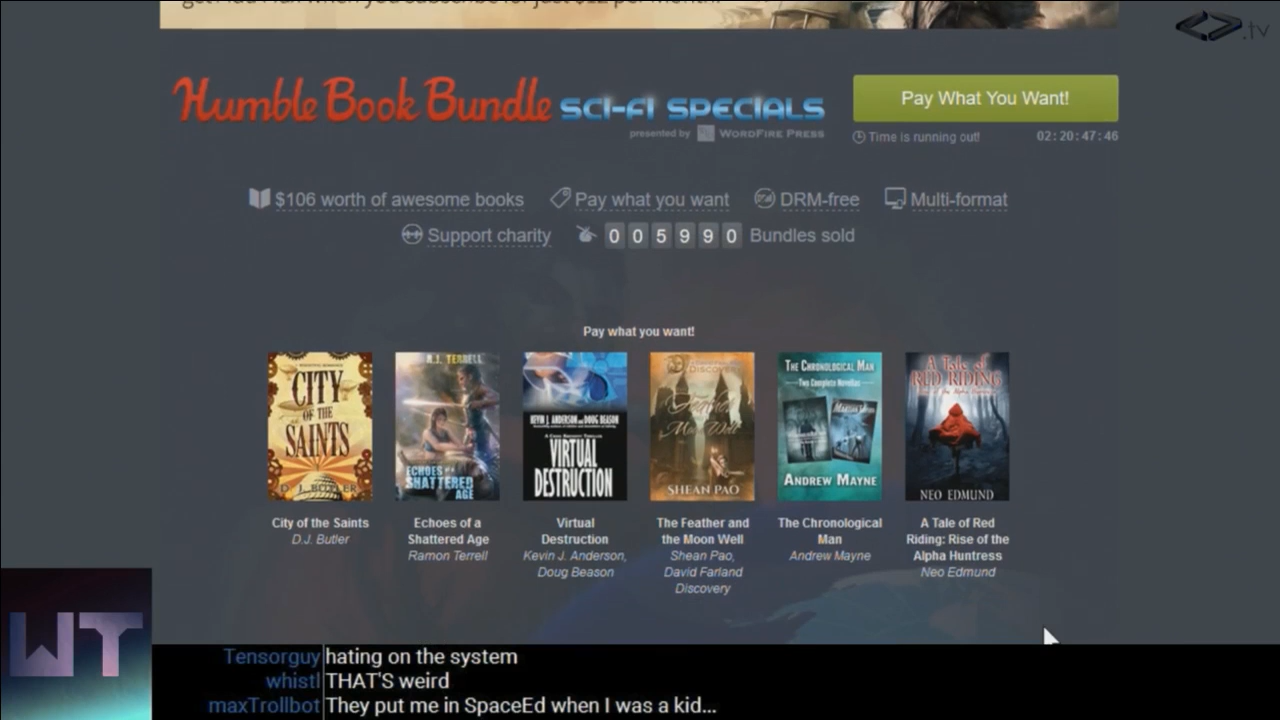 Humble Book Bundle SCI-FI SPECIALS
presented by WORDFIRE PRESS
Pay What You Want!
Time is running out! 02:20:47:46
.tv
$106 worth of awesome books Pay what you want DRM-free Multi-format
Support charity 005990 Bundles sold
Pay what you want!
CITY
OF THE
SAINTS
D. J. BUTLER
R.J. TERRELL
ECHOES OF A
SHATTERED
AGE
KEVIN J. ANDERSON AND DOUG BEASON
VIRTUAL
DESTRUCTION
DISCOVERY
SHEAN PAO
THE CHRONOLOGICAL
MAN
Two Complete Novellas
ANDREW MAYNE
A Tale of
RED RIDING
NEO EDMUND
City of the Saints
D.J. Butler
Echoes of a
Shattered Age
Ramon Terrell
Virtual
Destruction
Kevin J. Anderson,
Doug Beason
The Feather and
the Moon Well
Shean Pao,
David Farland
Discovery
The Chronological
Man
Andrew Mayne
A Tale of Red
Riding: Rise of the
Alpha Huntress
Neo Edmund
WT
Tensorguy hating on the system
whistl THAT'S weird
maxTrollbot They put me in SpaceEd when I was a kid...